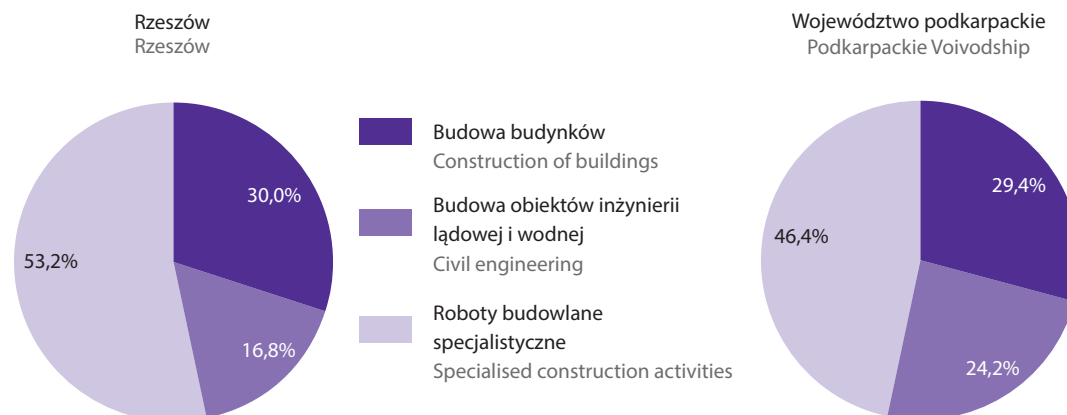 Rzeszów
Rzeszów
30,0%
53,2%
16,8%
Budowa budynków
Construction of buildings
Budowa obiektów inżynierii
lądowej i wodnej
Civil engineering
Roboty budowlane
specjalistyczne
Specialised construction activities
Województwo podkarpackie
Podkarpackie Voivodship
29,4%
46,4%
24,2%